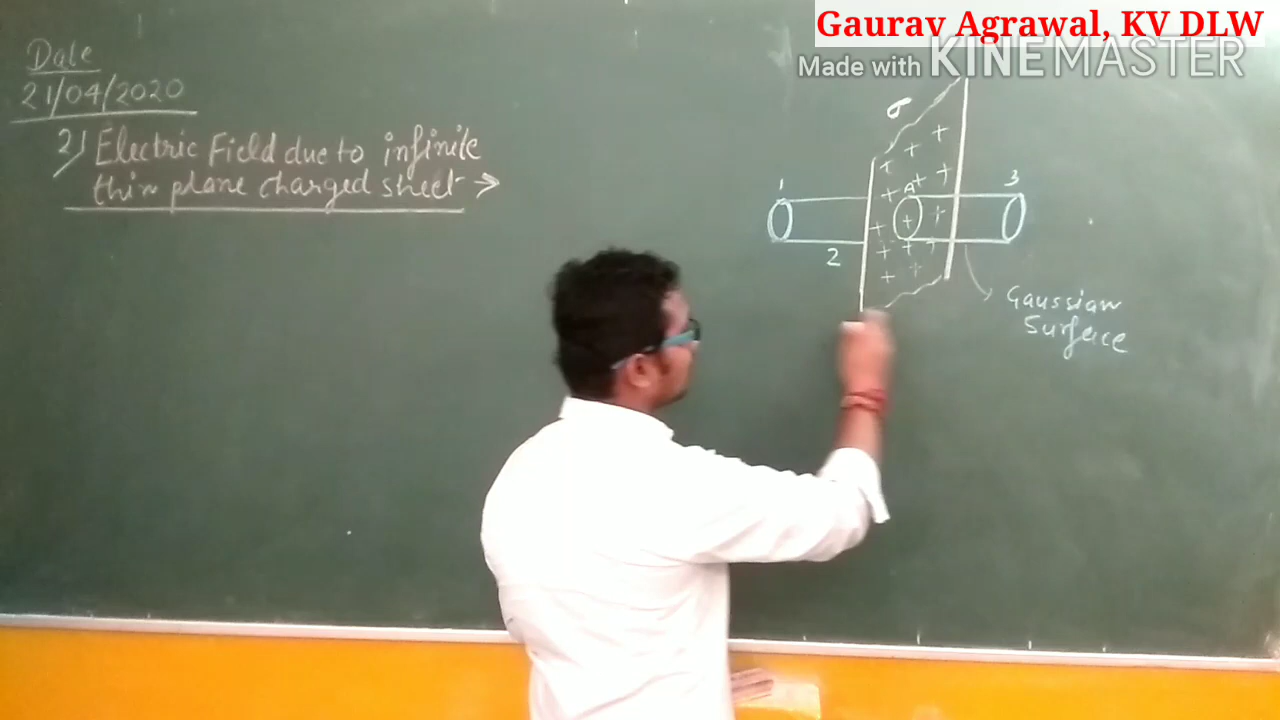 Gaurav Agrawal, KV DLW
Made with KINEMASTER
Date
21/04/2020
2) Electric Field due to infinite
thin plane charged sheet →
σ
1
3
2
Gaussian
Surface